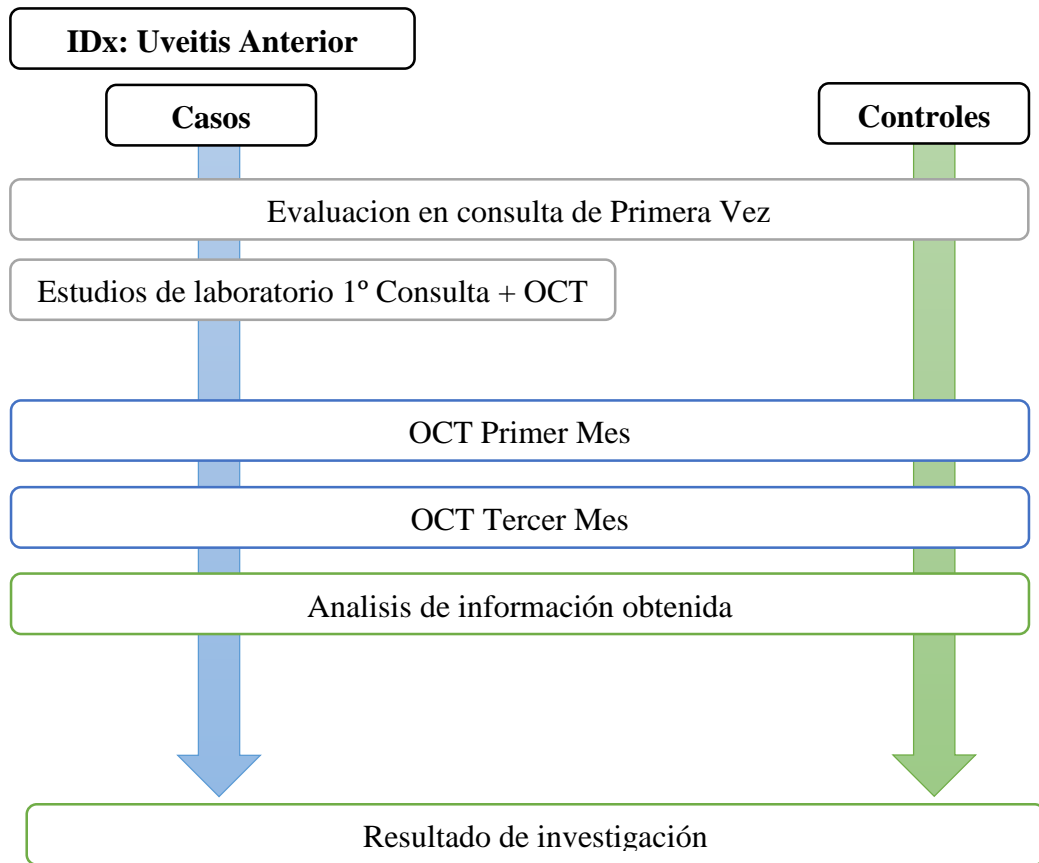 IDx: Uveitis Anterior
Casos
Controles
Evaluacion en consulta de Primera Vez
Estudios de laboratorio 1º Consulta + OCT
OCT Primer Mes
OCT Tercer Mes
Analisis de información obtenida
Resultado de investigación